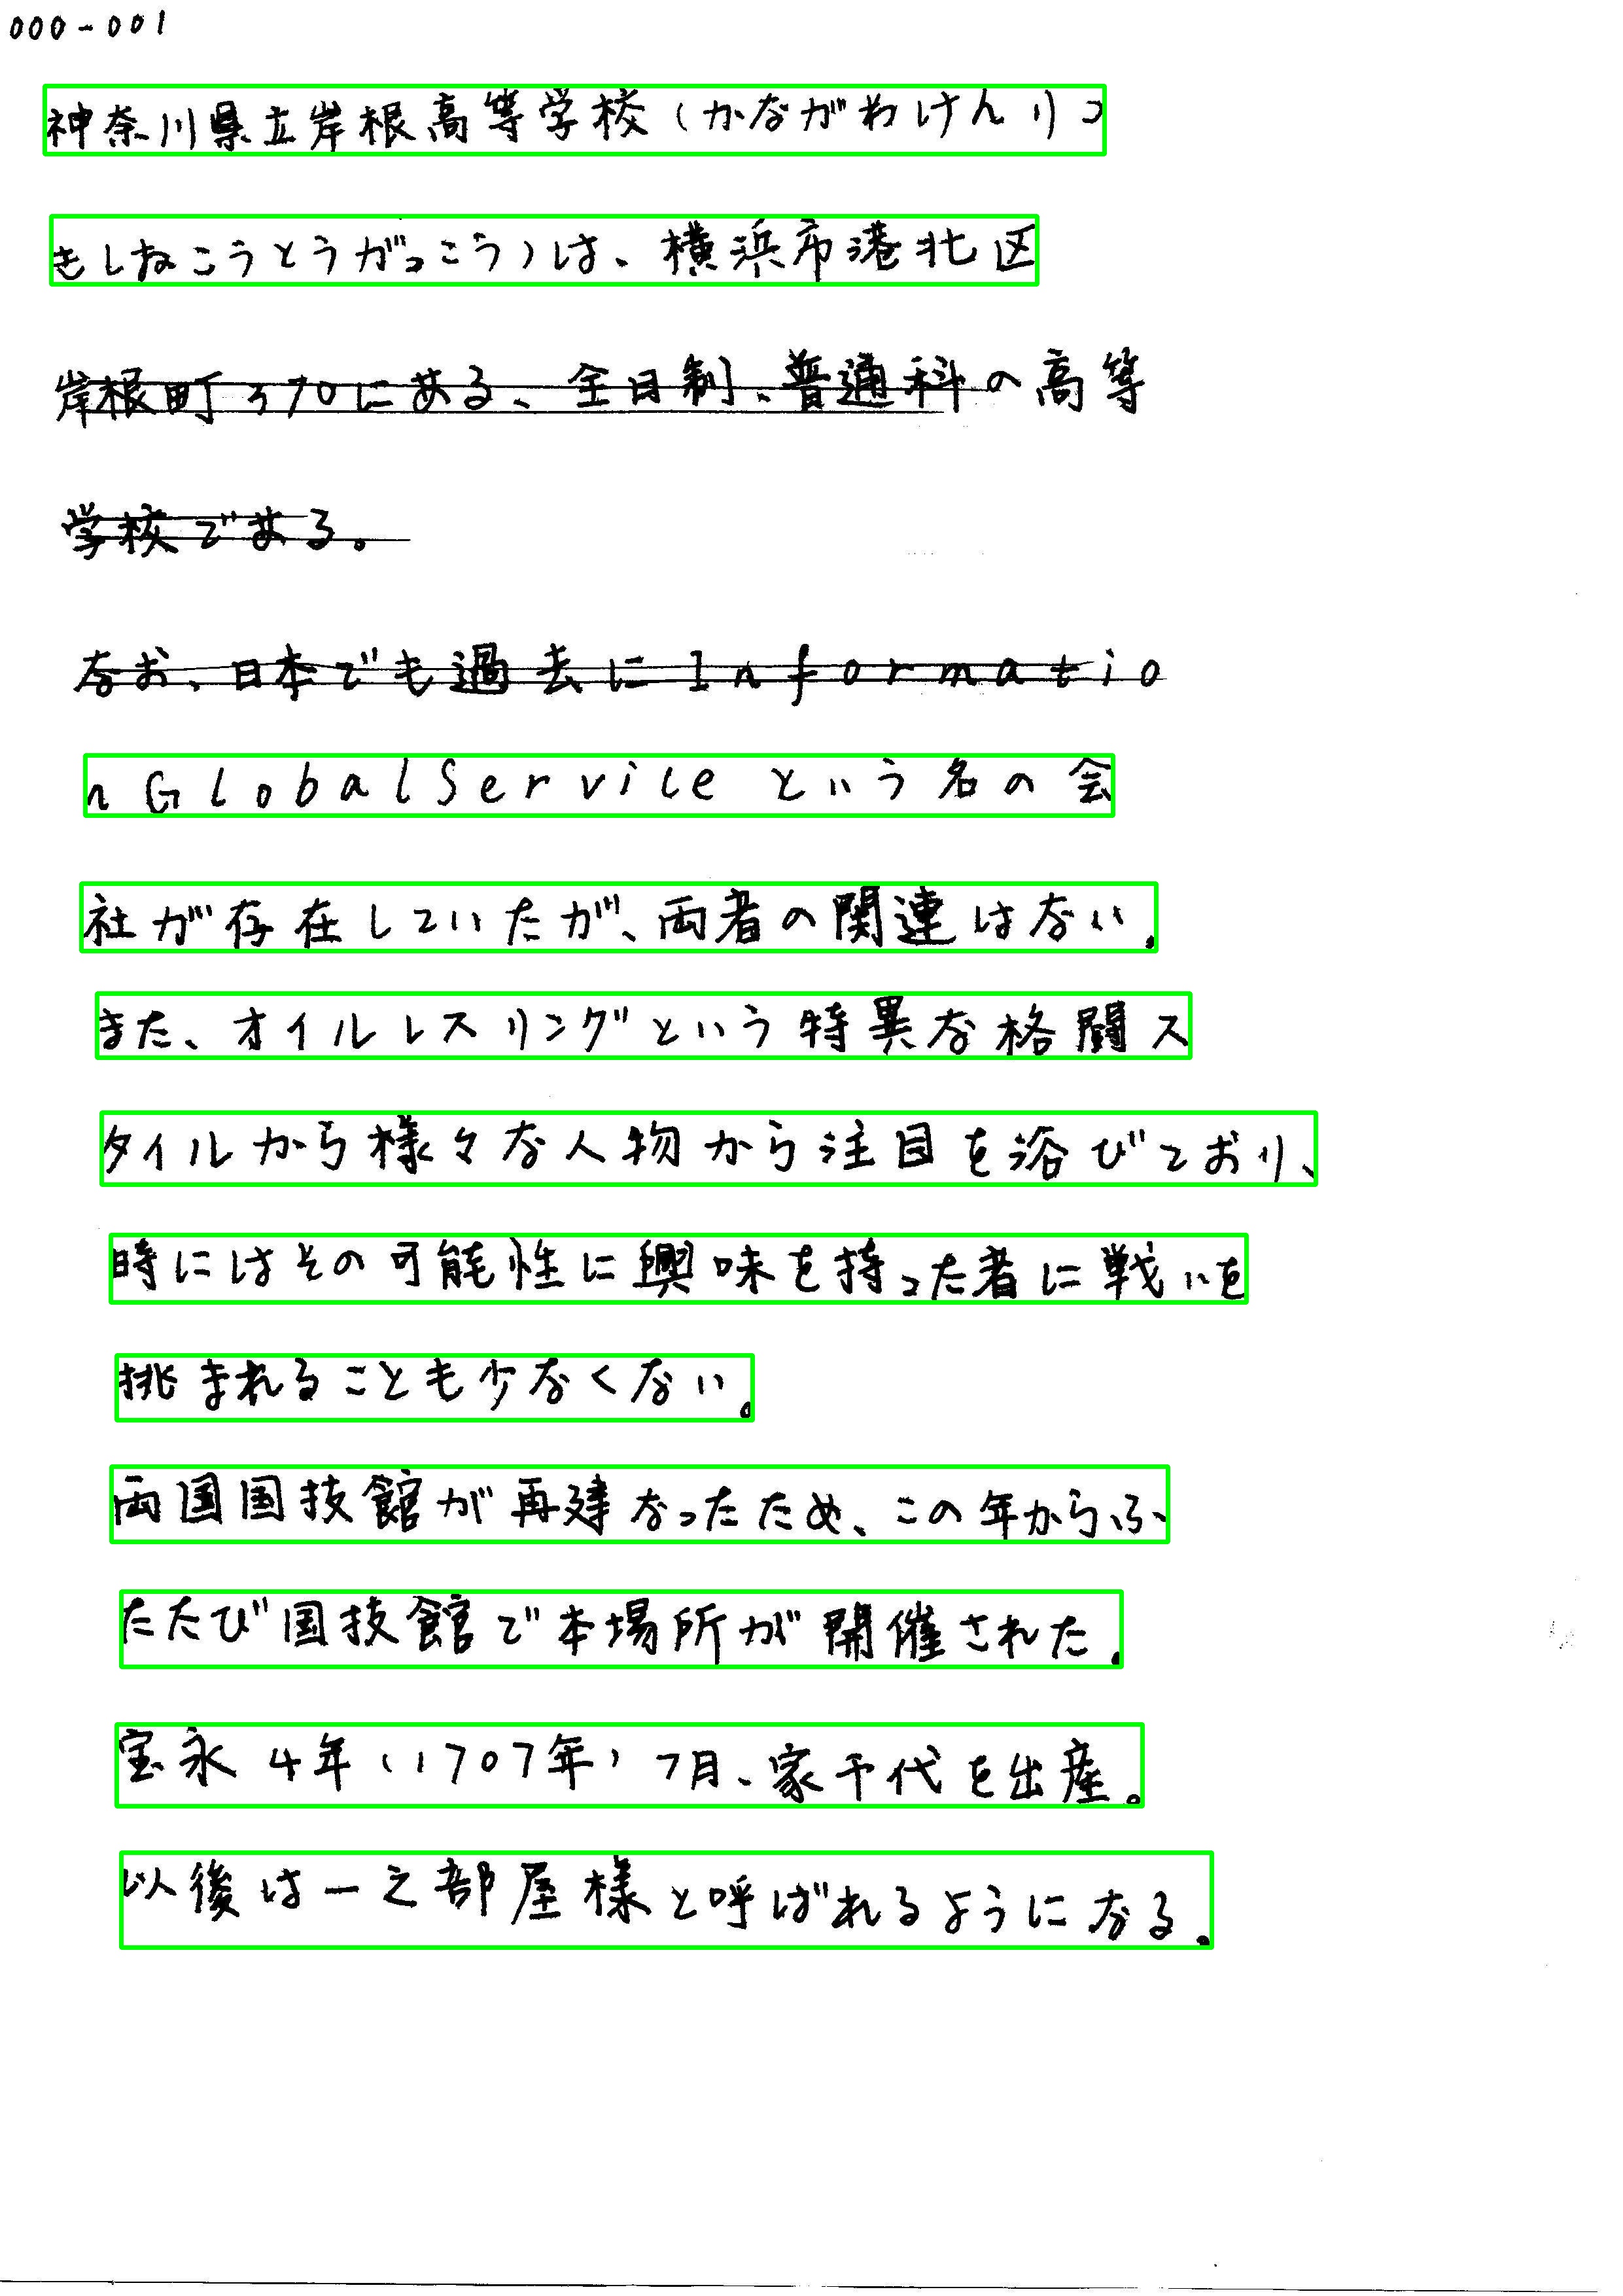 000-001
神奈川県立岸根高等学校(かながわけんりつ
きしねこうとうがっこう)は、横浜市港北区
岸根町370にある、全日制、普通科の高等
学校である。
なお、日本でも過去にInformatio
nGlobalServiceという名の会
社が存在していたが、両者の関連はない。
また、オイルレスリングという特異な格闘ス
タイルから様々な人物から注目を浴びており、
時にはその可能性に興味を持った者に戦いを
挑まれることも少なくない。
両国国技館が再建なったため、この年からふ
たたび国技館で本場所が開催された。
宝永4年(1707年)7月、家千代を出産。
以後は一之部屋様と呼ばれるようになる。